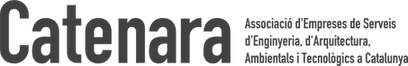 Catenara
Associació d'Empreses de Serveis
d'Enginyeria, d'Arquitectura,
Ambientals i Tecnològics a Catalunya